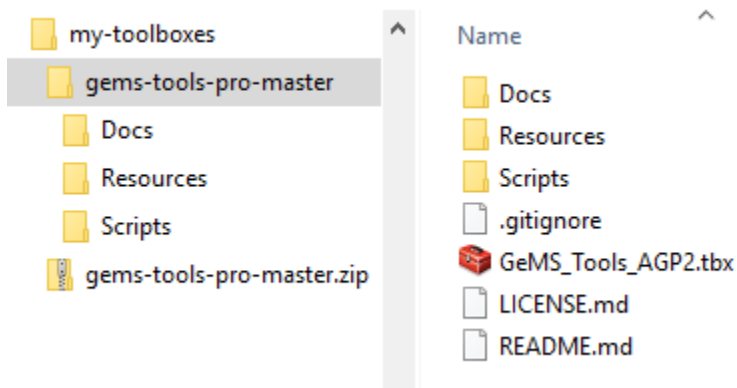 my-toolboxes
gems-tools-pro-master
Docs
Resources
Scripts
gems-tools-pro-master.zip
Name
Docs
Resources
Scripts
.gitignore
GeMS_Tools_AGP2.tbx
LICENSE.md
README.md